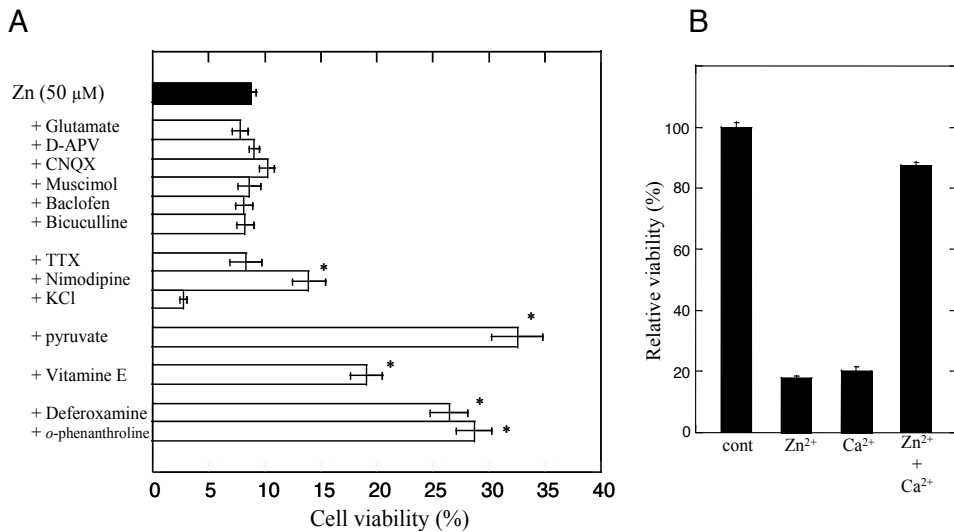 A
Zn (50 μM)
+ Glutamate
+ D-APV
+ CNQX
+ Muscimol
+ Baclofen
+ Bicuculline
+ TTX
*
+ Nimodipine
+ KCl
*
+ pyruvate
*
+ Vitamine E
*
+ Deferoxamine
*
+ o-phenanthroline
0 5 10 15 20 25 30 35 40
Cell viability (%)
B
Relative viability (%)
100
80
60
40
20
0
cont Zn²⁺ Ca²⁺ Zn²⁺
+
Ca²⁺